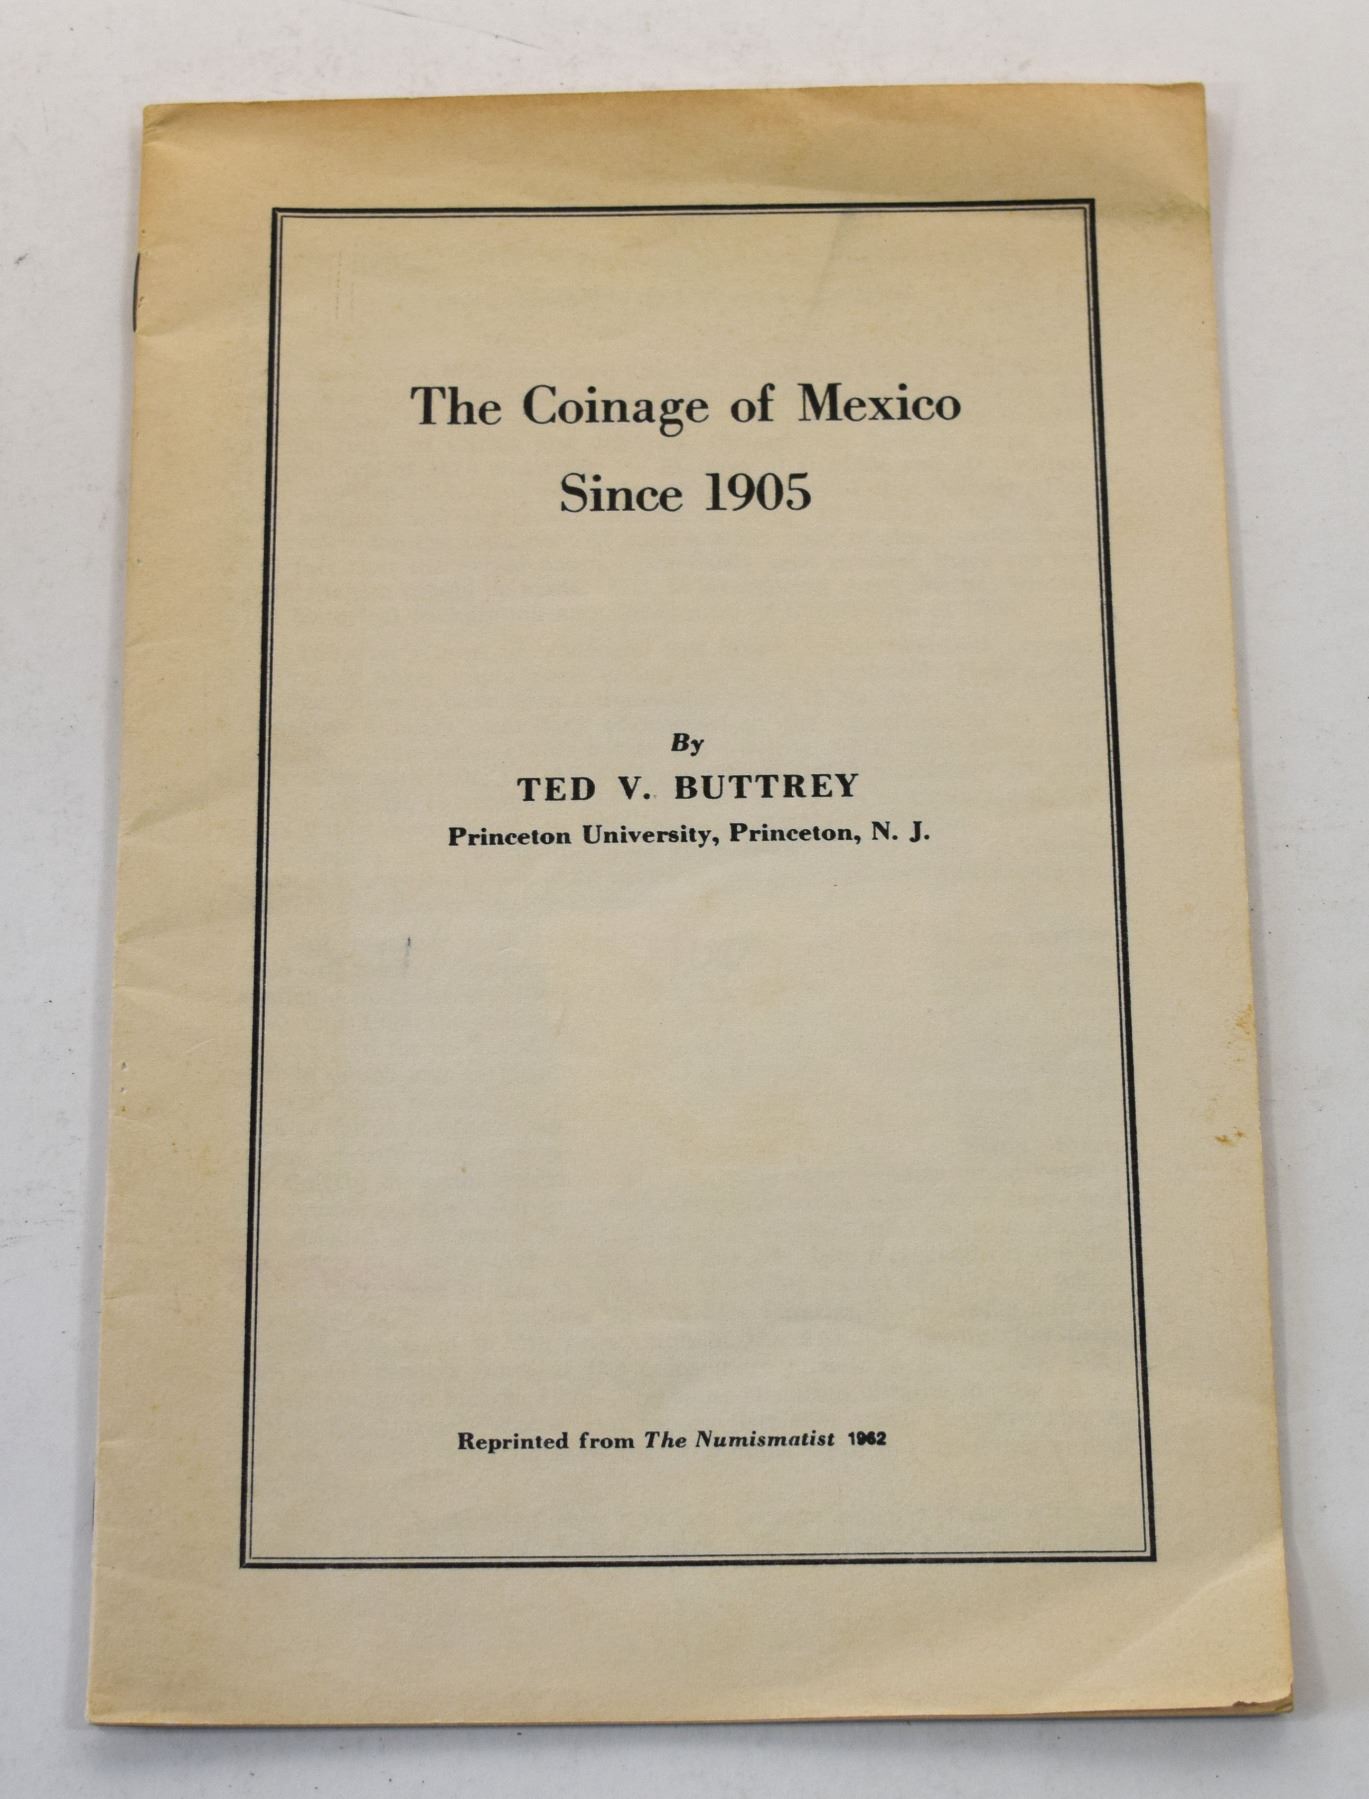 The Coinage of Mexico
Since 1905
By
TED V. BUTTREY
Princeton University, Princeton, N. J.
Reprinted from The Numismatist 1962